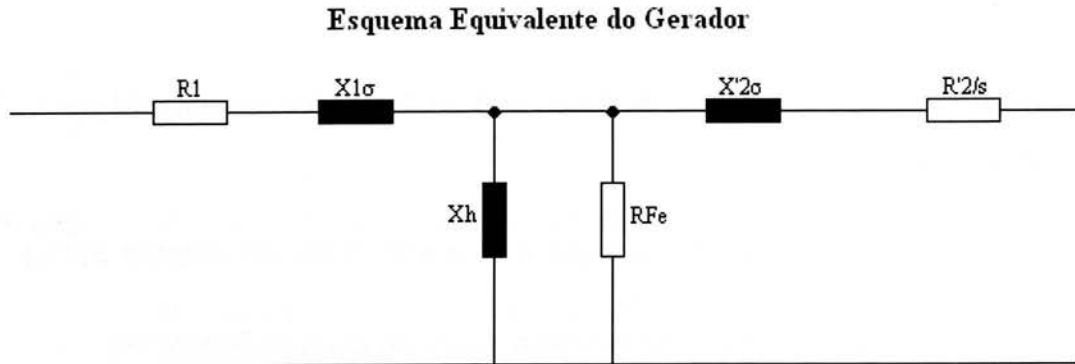 Esquema Equivalente do Gerador
R1
X1σ
X'2σ
R'2/s
Xh
RFe